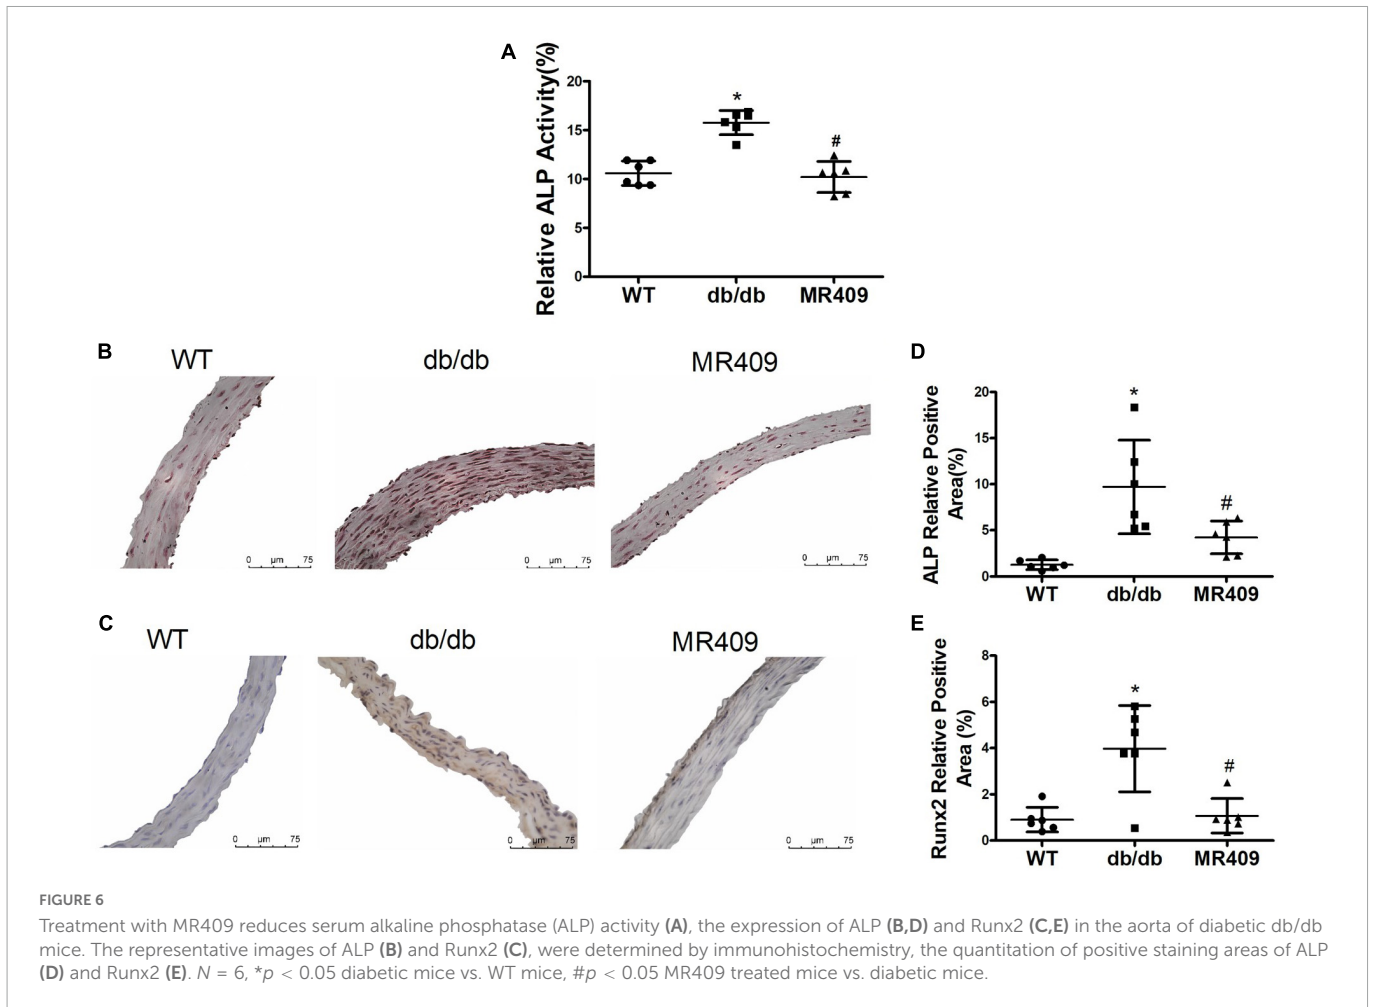 A
Relative ALP Activity(%)
20
15
10
5
0
*
#
WT
db/db
MR409
B
WT
db/db
MR409
0 µm 75
0 µm 75
0 µm 75
D
ALP Relative Positive
Area(%)
20
15
10
5
0
*
#
WT
db/db
MR409
C
WT
db/db
MR409
0 µm 75
0 µm 75
0 µm 75
E
Runx2 Relative Positive
Area (%)
8
6
4
2
0
*
#
WT
db/db
MR409
FIGURE 6
Treatment with MR409 reduces serum alkaline phosphatase (ALP) activity (A), the expression of ALP (B,D) and Runx2 (C,E) in the aorta of diabetic db/db
mice. The representative images of ALP (B) and Runx2 (C), were determined by immunohistochemistry, the quantitation of positive staining areas of ALP
(D) and Runx2 (E). N = 6, *p < 0.05 diabetic mice vs. WT mice, #p < 0.05 MR409 treated mice vs. diabetic mice.